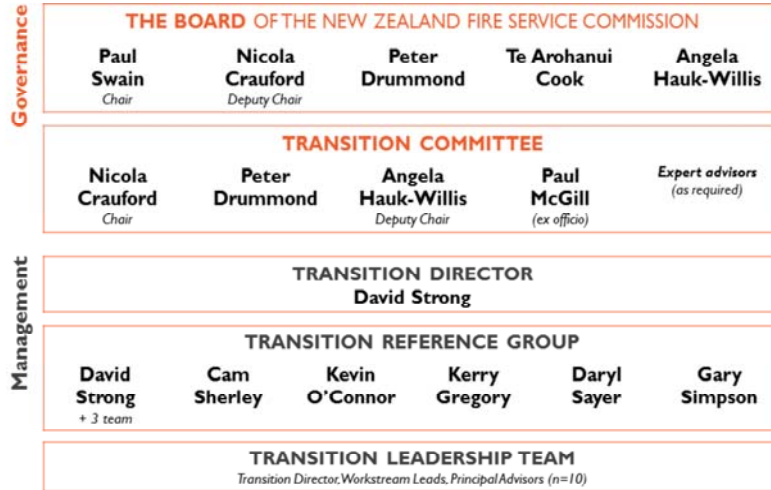 Governance
THE BOARD OF THE NEW ZEALAND FIRE SERVICE COMMISSION
Paul Nicola Peter Te Arohanui Angela
Swain Crauford Drummond Cook Hauk-Willis
Chair Deputy Chair
TRANSITION COMMITTEE
Nicola Peter Angela Paul Expert advisors
Crauford Drummond Hauk-Willis McGill (as required)
Chair Deputy Chair (ex officio)
Management
TRANSITION DIRECTOR
David Strong
TRANSITION REFERENCE GROUP
David Cam Kevin Kerry Daryl Gary
Strong Sherley O'Connor Gregory Sayer Simpson
+ 3 team
TRANSITION LEADERSHIP TEAM
Transition Director, Workstream Leads, Principal Advisors (n=10)